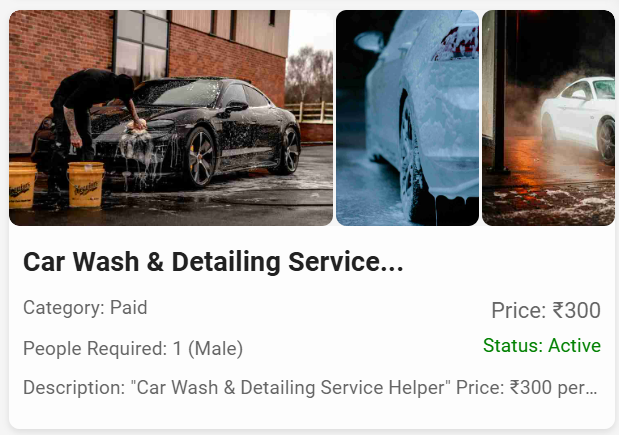 Car Wash & Detailing Service...
Category: Paid
Price: ₹300
People Required: 1 (Male)
Status: Active
Description: "Car Wash & Detailing Service Helper" Price: ₹300 per...